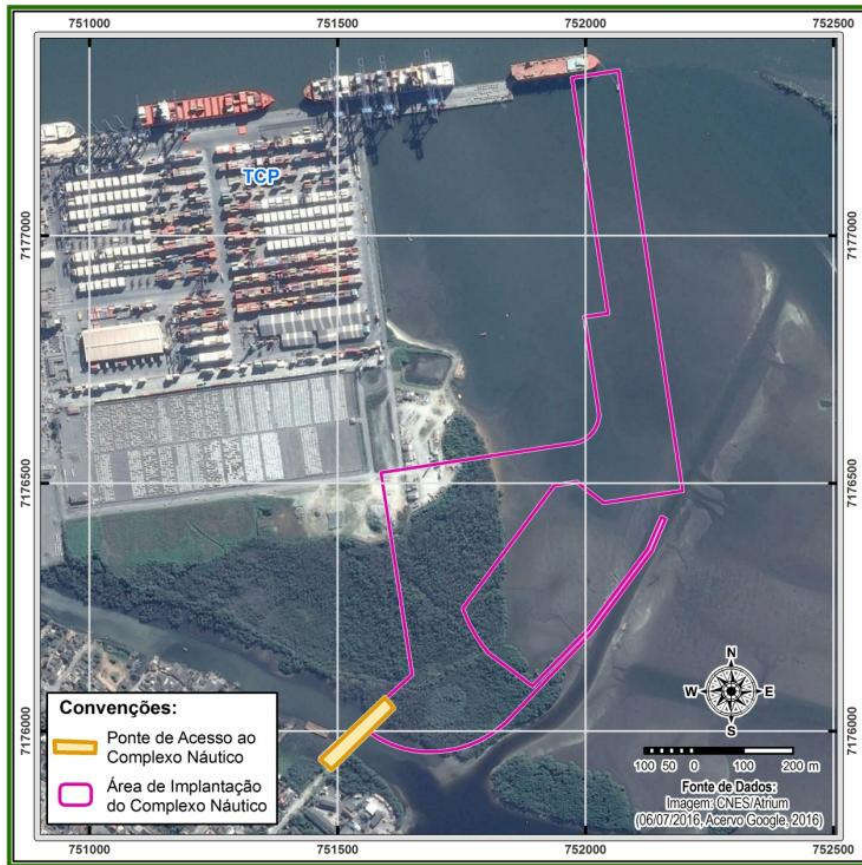 751000 751500 752000 752500
TCP
7177000 7177000
7176500 7176500
7176000 7176000
N
W E
S
Convenções:
Ponte de Acesso ao
Complexo Náutico
Área de Implantação
do Complexo Náutico
100 50 0 100 200 m
Fonte de Dados:
Imagem: CNES/Atrium
(06/07/2016, Acervo Google, 2016)
751000 751500 752000 752500